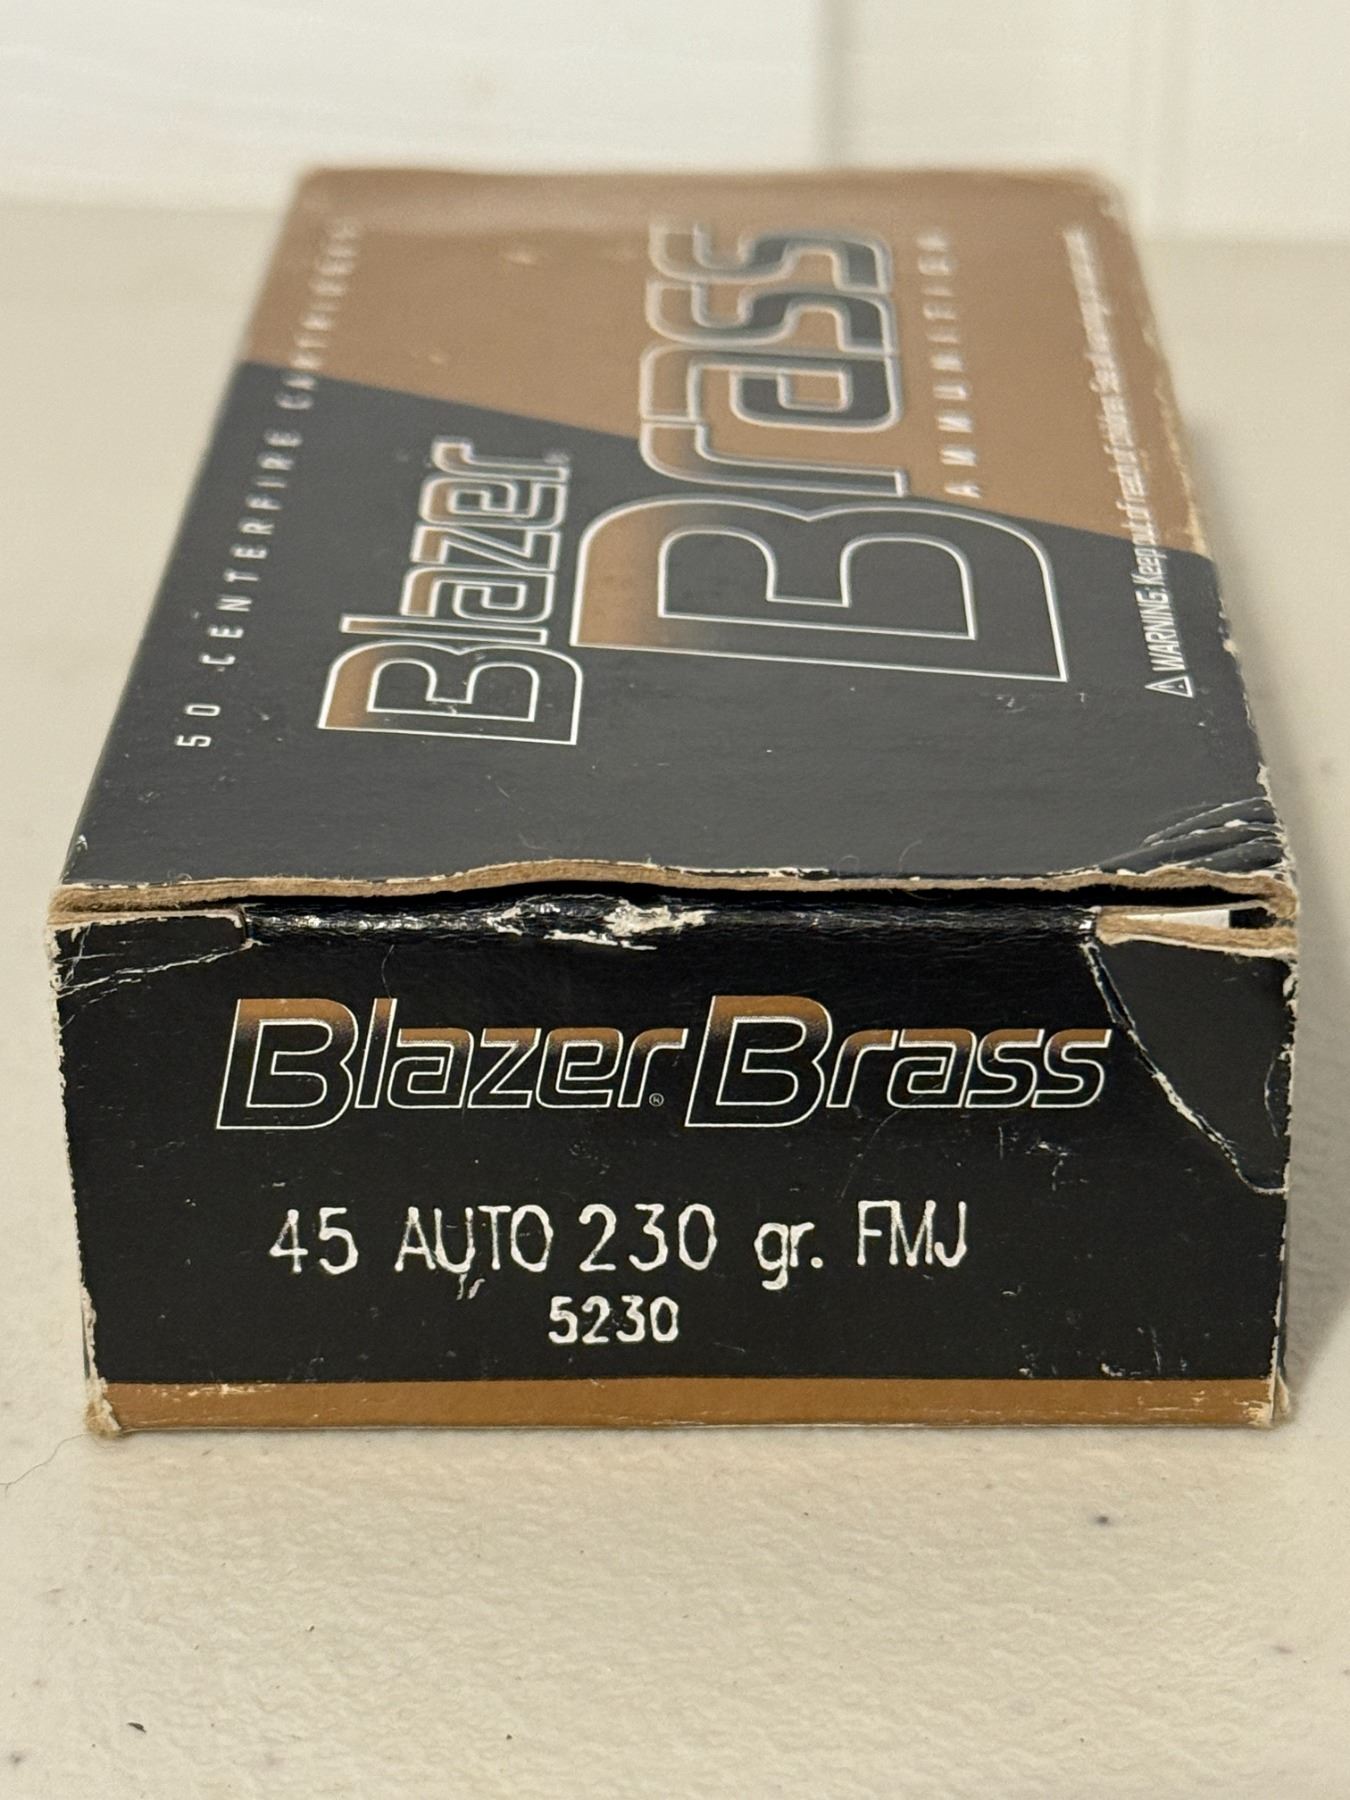 50 CENTERFIRE CARTRIDGES
Blazer®
Brass
AMMUNITION
⚠ WARNING: Keep out of reach of children. See
Blazer® Brass
45 AUTO 230 gr. FMJ
5230